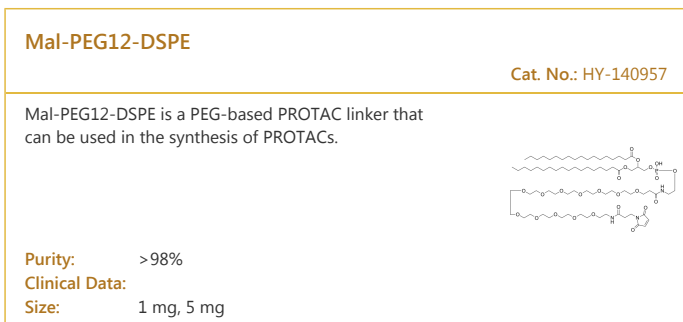 Mal-PEG12-DSPE
Cat. No.: HY-140957
Mal-PEG12-DSPE is a PEG-based PROTAC linker that
can be used in the synthesis of PROTACs.
Purity: >98%
Clinical Data:
Size: 1 mg, 5 mg